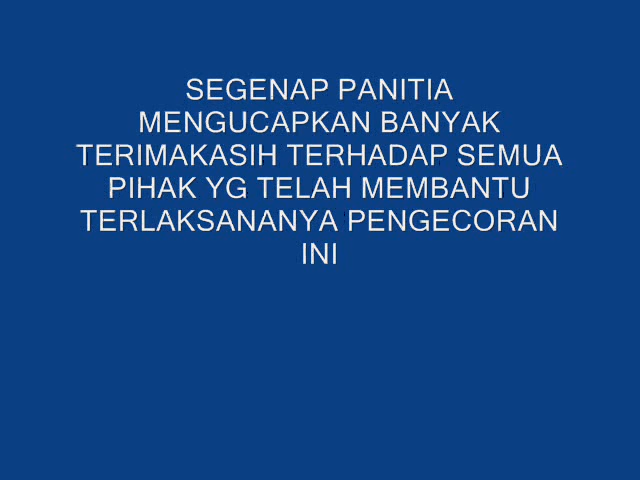 SEGENAP PANITIA
MENGUCAPKAN BANYAK
TERIMAKASIH TERHADAP SEMUA
PIHAK YG TELAH MEMBANTU
TERLAKSANANYA PENGECORAN
INI